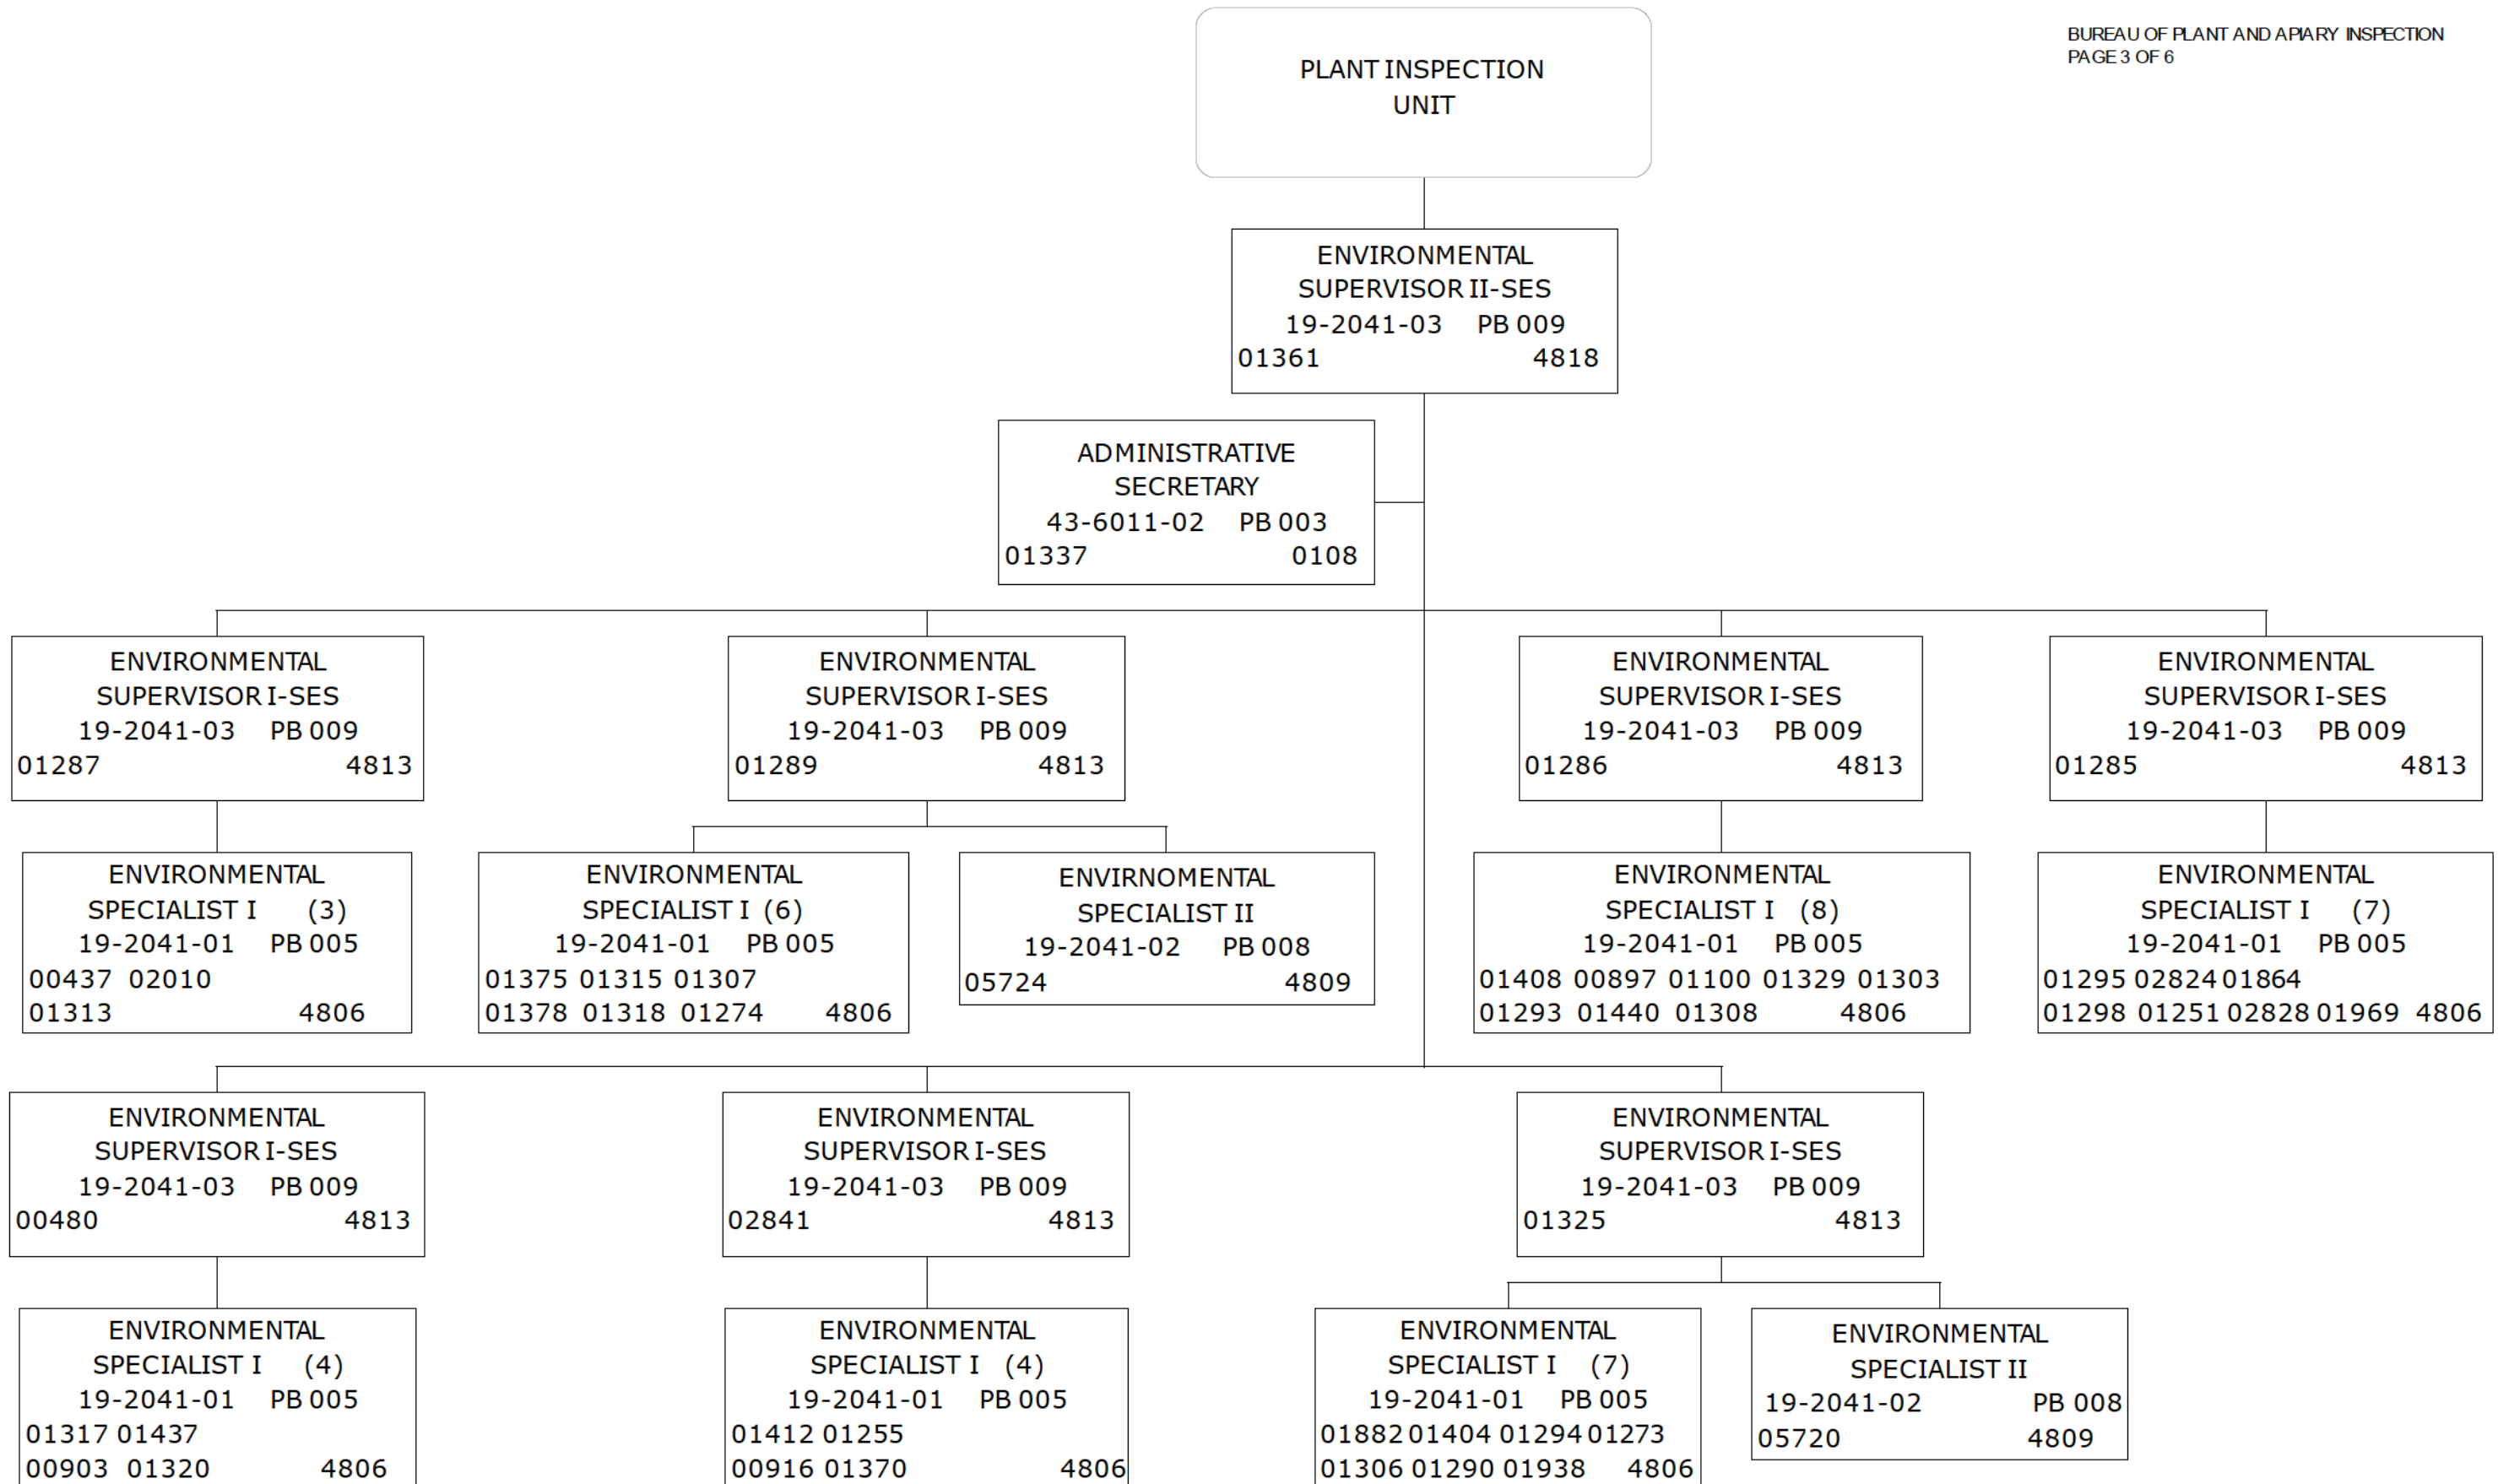 BUREAU OF PLANT AND APIARY INSPECTION
PAGE 3 OF 6
PLANT INSPECTION
UNIT
ENVIRONMENTAL
SUPERVISOR II-SES
19-2041-03 PB 009
01361 4818
ADMINISTRATIVE
SECRETARY
43-6011-02 PB 003
01337 0108
ENVIRONMENTAL
SUPERVISOR I-SES
19-2041-03 PB 009
01287 4813
ENVIRONMENTAL
SUPERVISOR I-SES
19-2041-03 PB 009
01289 4813
ENVIRONMENTAL
SUPERVISOR I-SES
19-2041-03 PB 009
01286 4813
ENVIRONMENTAL
SUPERVISOR I-SES
19-2041-03 PB 009
01285 4813
ENVIRONMENTAL
SPECIALIST I (3)
19-2041-01 PB 005
00437 02010
01313 4806
ENVIRONMENTAL
SPECIALIST I (6)
19-2041-01 PB 005
01375 01315 01307
01378 01318 01274 4806
ENVIRNOMENTAL
SPECIALIST II
19-2041-02 PB 008
05724 4809
ENVIRONMENTAL
SPECIALIST I (8)
19-2041-01 PB 005
01408 00897 01100 01329 01303
01293 01440 01308 4806
ENVIRONMENTAL
SPECIALIST I (7)
19-2041-01 PB 005
01295 02824 01864
01298 01251 02828 01969 4806
ENVIRONMENTAL
SUPERVISOR I-SES
19-2041-03 PB 009
00480 4813
ENVIRONMENTAL
SUPERVISOR I-SES
19-2041-03 PB 009
02841 4813
ENVIRONMENTAL
SUPERVISOR I-SES
19-2041-03 PB 009
01325 4813
ENVIRONMENTAL
SPECIALIST I (4)
19-2041-01 PB 005
01317 01437
00903 01320 4806
ENVIRONMENTAL
SPECIALIST I (4)
19-2041-01 PB 005
01412 01255
00916 01370 4806
ENVIRONMENTAL
SPECIALIST I (7)
19-2041-01 PB 005
01882 01404 01294 01273
01306 01290 01938 4806
ENVIRONMENTAL
SPECIALIST II
19-2041-02 PB 008
05720 4809